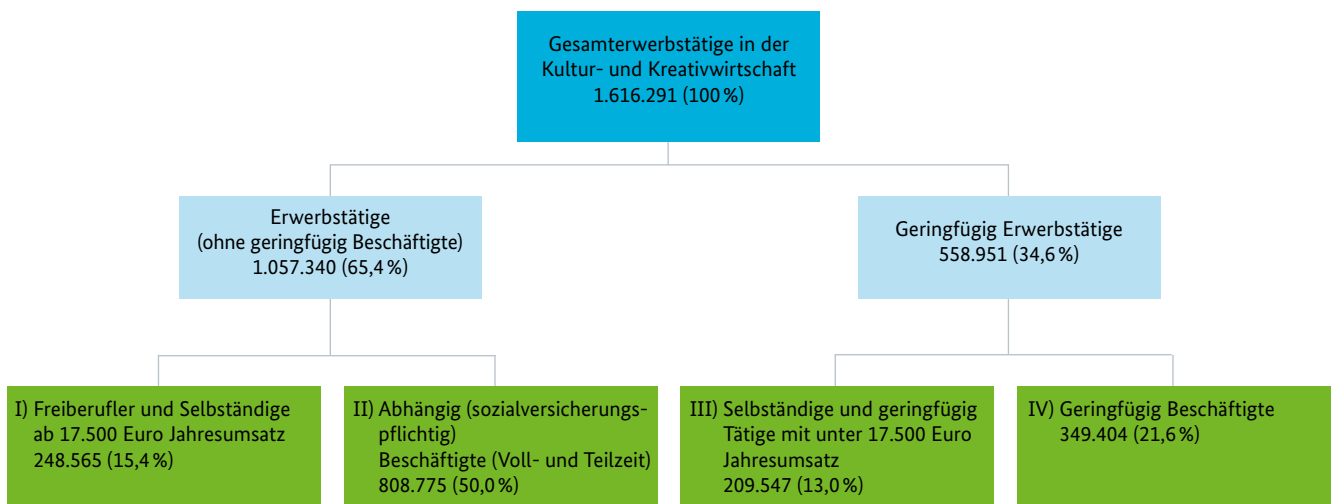 Gesamterwerbstätige in der
Kultur- und Kreativwirtschaft
1.616.291 (100 %)
Erwerbstätige
(ohne geringfügig Beschäftigte)
1.057.340 (65,4 %)
Geringfügig Erwerbstätige
558.951 (34,6 %)
I) Freiberufler und Selbständige
ab 17.500 Euro Jahresumsatz
248.565 (15,4 %)
II) Abhängig (sozialversicherungs-
pflichtig)
Beschäftigte (Voll- und Teilzeit)
808.775 (50,0 %)
III) Selbständige und geringfügig
Tätige mit unter 17.500 Euro
Jahresumsatz
209.547 (13,0 %)
IV) Geringfügig Beschäftigte
349.404 (21,6 %)